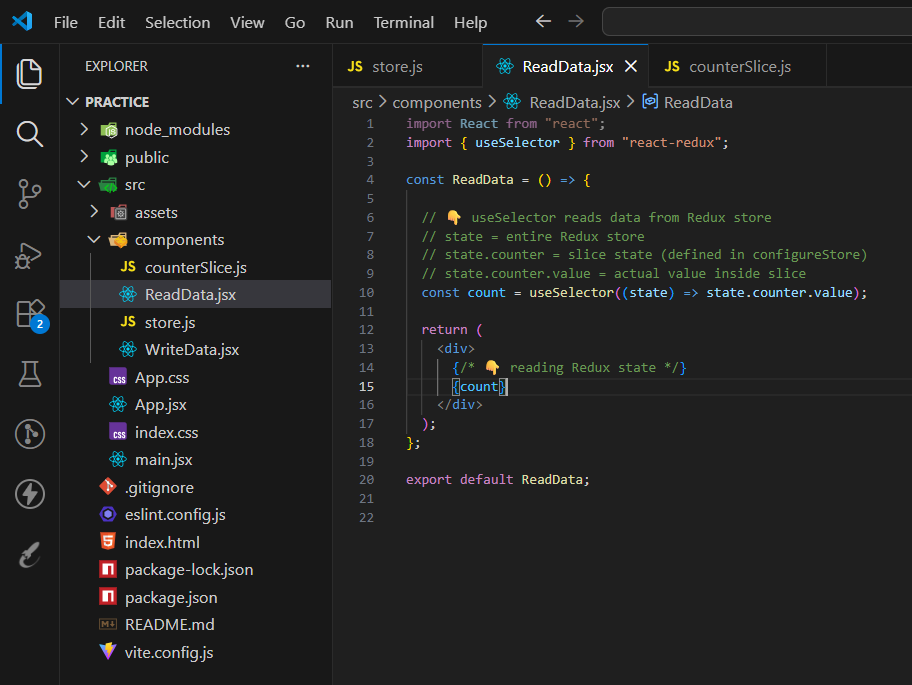 File Edit Selection View Go Run Terminal Help
EXPLORER ...
PRACTICE
node_modules
public
src
assets
components
JS counterSlice.js
ReadData.jsx
JS store.js
WriteData.jsx
css App.css
App.jsx
css index.css
main.jsx
.gitignore
eslint.config.js
5 index.html
package-lock.json
package.json
M↓ README.md
vite.config.js
2
JS store.js
ReadData.jsx
JS counterSlice.js
src > components > ReadData.jsx > ReadData
1 import React from "react";
2 import { useSelector } from "react-redux";
3
4 const ReadData = () => {
5
6 // 👇 useSelector reads data from Redux store
7 // state = entire Redux store
8 // state.counter = slice state (defined in configureStore)
9 // state.counter.value = actual value inside slice
10 const count = useSelector((state) => state.counter.value);
11
12 return (
13 <div>
14 {/* 👇 reading Redux state */}
15 {count}
16 </div>
17 );
18 };
19
20 export default ReadData;
21
22